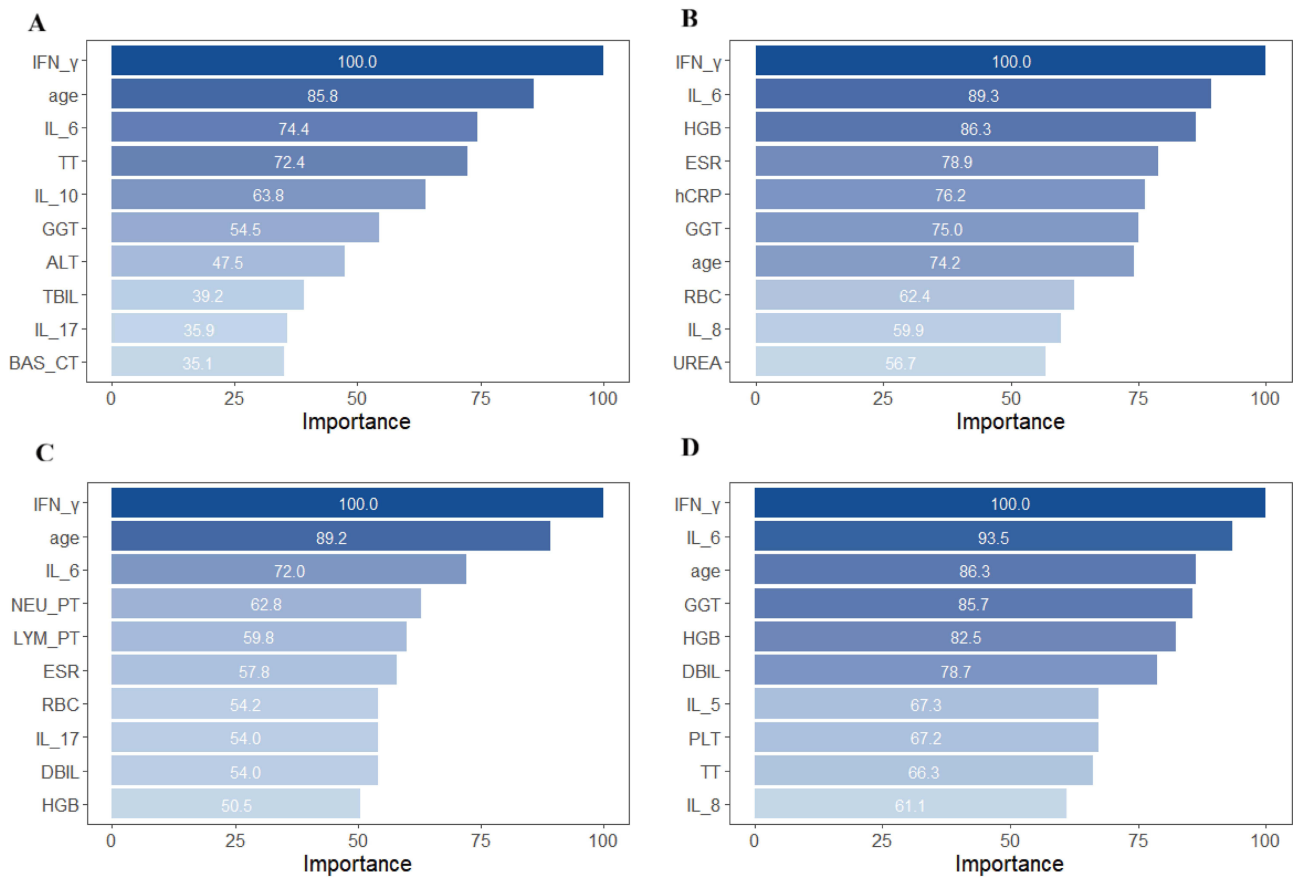 A
IFN_γ 100.0
age 85.8
IL_6 74.4
TT 72.4
IL_10 63.8
GGT 54.5
ALT 47.5
TBIL 39.2
IL_17 35.9
BAS_CT 35.1
0 25 50 75 100
Importance
B
IFN_γ 100.0
IL_6 89.3
HGB 86.3
ESR 78.9
hCRP 76.2
GGT 75.0
age 74.2
RBC 62.4
IL_8 59.9
UREA 56.7
0 25 50 75 100
Importance
C
IFN_γ 100.0
age 89.2
IL_6 72.0
NEU_PT 62.8
LYM_PT 59.8
ESR 57.8
RBC 54.2
IL_17 54.0
DBIL 54.0
HGB 50.5
0 25 50 75 100
Importance
D
IFN_γ 100.0
IL_6 93.5
age 86.3
GGT 85.7
HGB 82.5
DBIL 78.7
IL_5 67.3
PLT 67.2
TT 66.3
IL_8 61.1
0 25 50 75 100
Importance